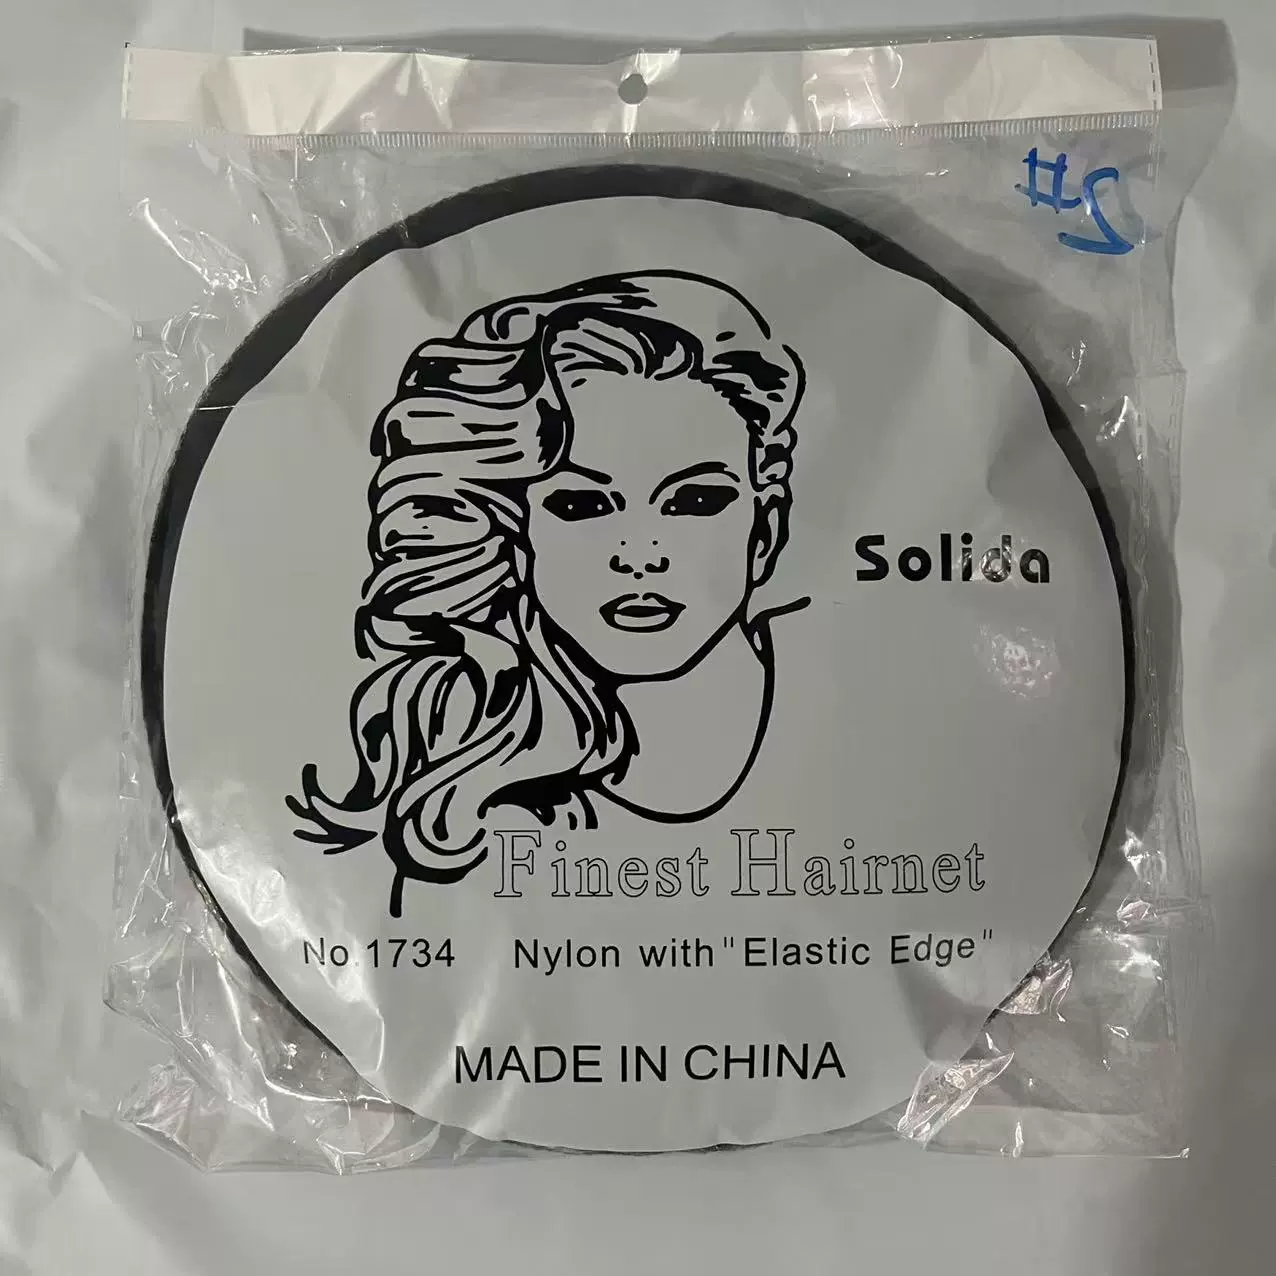 #5
Solida
Finest Hairnet
No.1734 Nylon with "Elastic Edge"
MADE IN CHINA